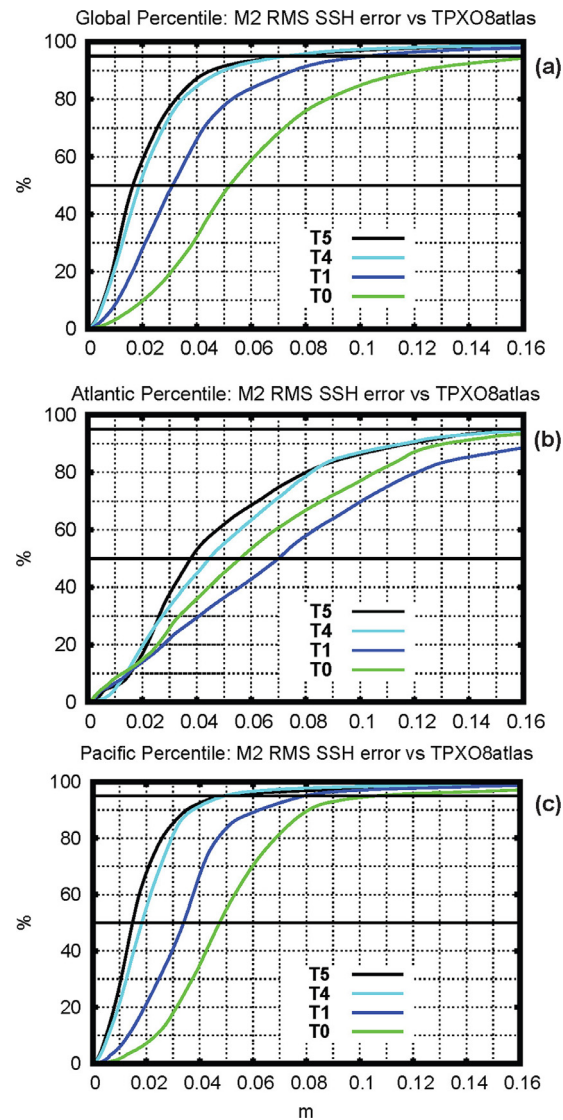 Global Percentile: M2 RMS SSH error vs TPXO8atlas
100
(a)
80
60
%
40
T5
T4
20
T1
T0
0
0 0.02 0.04 0.06 0.08 0.1 0.12 0.14 0.16
Atlantic Percentile: M2 RMS SSH error vs TPXO8atlas
100
(b)
80
60
%
40
T5
T4
20
T1
T0
0
0 0.02 0.04 0.06 0.08 0.1 0.12 0.14 0.16
Pacific Percentile: M2 RMS SSH error vs TPXO8atlas
100
(c)
80
60
%
40
T5
T4
20
T1
T0
0
0 0.02 0.04 0.06 0.08 0.1 0.12 0.14 0.16
m